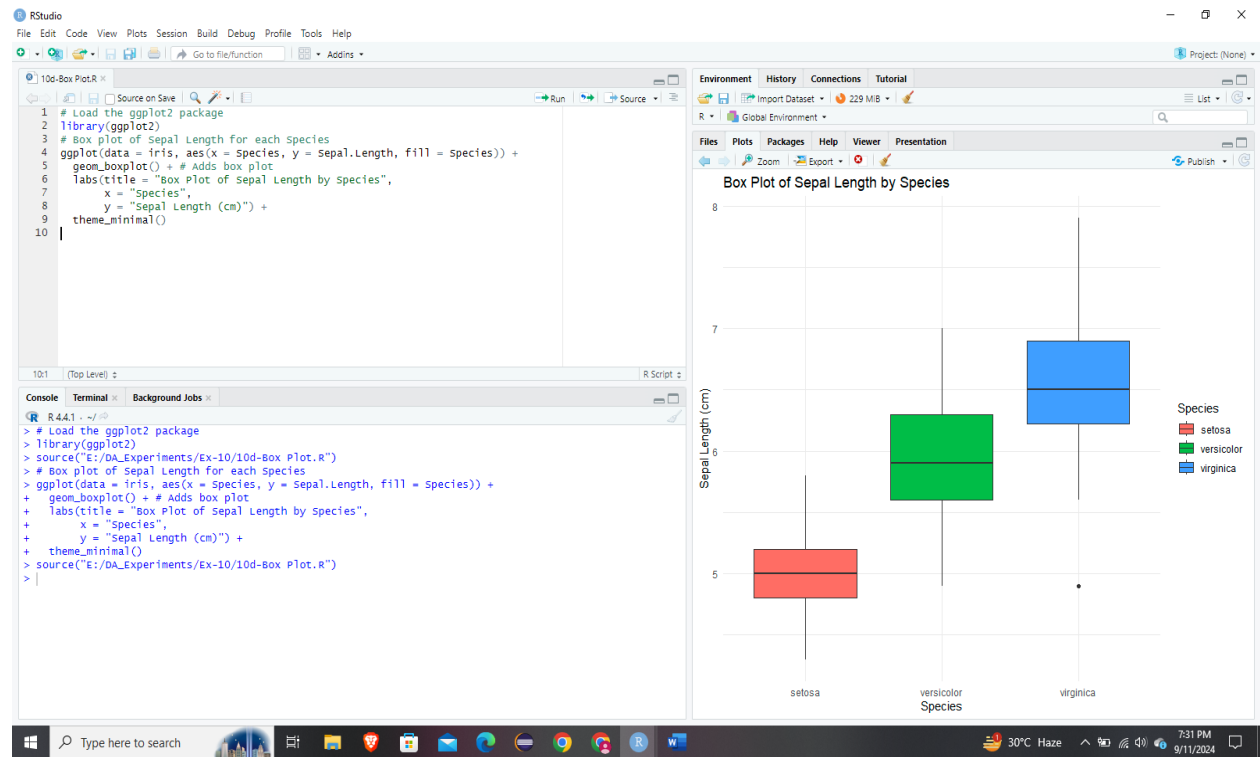 RStudio
File Edit Code View Plots Session Build Debug Profile Tools Help
Go to file/function Addins Project: (None)
10d-Box Plot.R
Source on Save Run Source
1 # Load the ggplot2 package
2 library(ggplot2)
3 # Box plot of Sepal Length for each Species
4 ggplot(data = iris, aes(x = Species, y = Sepal.Length, fill = Species)) +
5   geom_boxplot() + # Adds box plot
6   labs(title = "Box Plot of Sepal Length by Species",
7        x = "Species",
8        y = "Sepal Length (cm)") +
9   theme_minimal()
10
10:1 (Top Level) R Script
Console Terminal Background Jobs
R 4.4.1 · ~/
> # Load the ggplot2 package
> library(ggplot2)
> source("E:/DA_Experiments/Ex-10/10d-Box Plot.R")
> # Box plot of Sepal Length for each Species
> ggplot(data = iris, aes(x = Species, y = Sepal.Length, fill = Species)) +
+   geom_boxplot() + # Adds box plot
+   labs(title = "Box Plot of Sepal Length by Species",
+        x = "Species",
+        y = "Sepal Length (cm)") +
+   theme_minimal()
> source("E:/DA_Experiments/Ex-10/10d-Box Plot.R")
>
Environment History Connections Tutorial
Import Dataset 229 MiB List
R Global Environment
Files Plots Packages Help Viewer Presentation
Zoom Export Publish
Box Plot of Sepal Length by Species
8
7
6
5
Sepal Length (cm)
setosa versicolor virginica
Species
Species
setosa
versicolor
virginica
Type here to search
30°C Haze
7:31 PM
9/11/2024